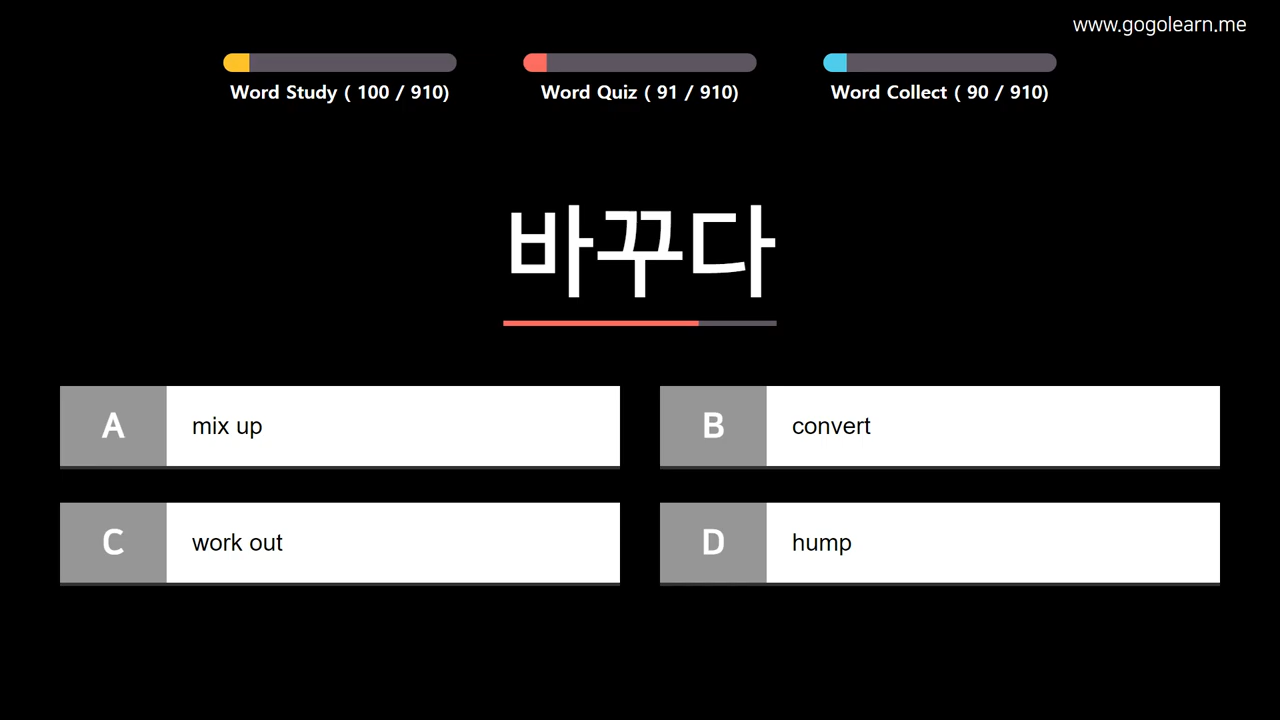 www.gogolearn.me
Word Study ( 100 / 910)
Word Quiz ( 91 / 910)
Word Collect ( 90 / 910)
바꾸다
A mix up
B convert
C work out
D hump